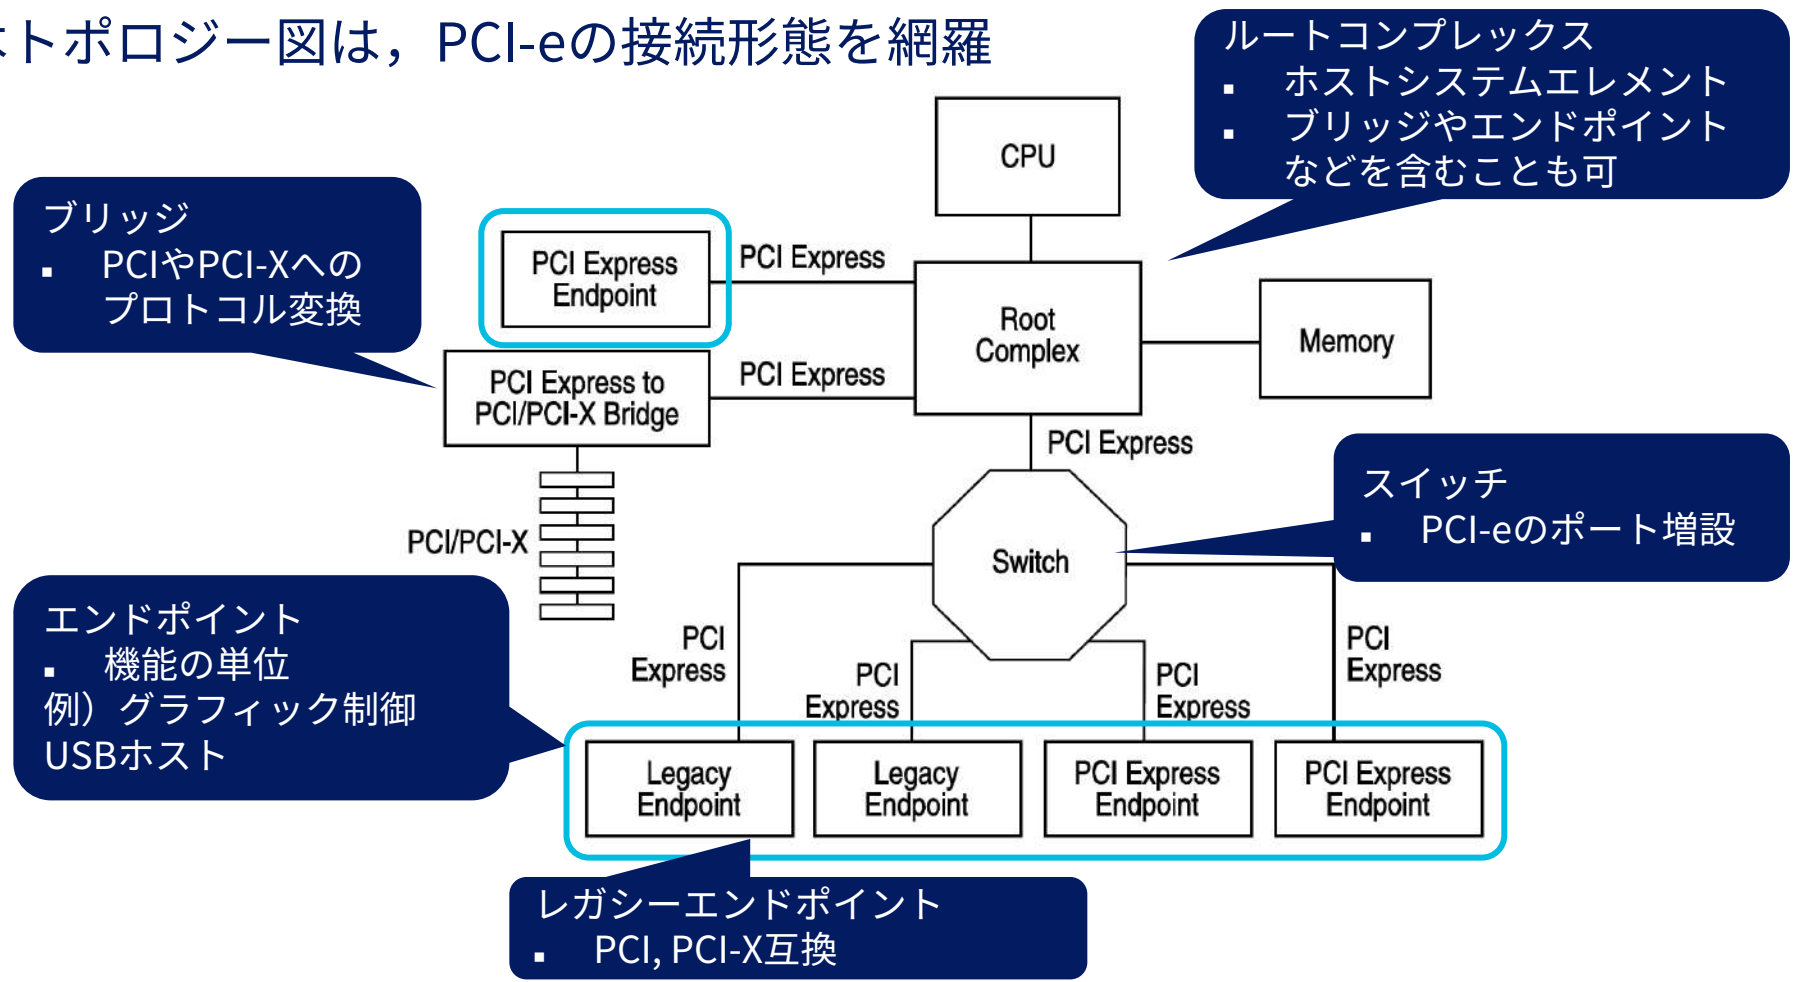 トポロジー図は，PCI-eの接続形態を網羅
ルートコンプレックス
▪ ホストシステムエレメント
▪ ブリッジやエンドポイント
などを含むことも可
CPU
ブリッジ
▪ PCIやPCI-Xへの
プロトコル変換
PCI Express
Endpoint
PCI Express
Root
Complex
Memory
PCI Express to
PCI/PCI-X Bridge
PCI Express
PCI Express
スイッチ
▪ PCI-eのポート増設
PCI/PCI-X
Switch
エンドポイント
▪ 機能の単位
例）グラフィック制御
USBホスト
PCI
Express
PCI
Express
PCI
Express
PCI
Express
Legacy
Endpoint
Legacy
Endpoint
PCI Express
Endpoint
PCI Express
Endpoint
レガシーエンドポイント
▪ PCI, PCI-X互換